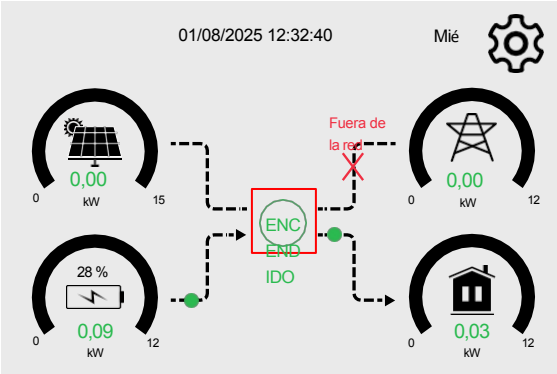 01/08/2025 12:32:40
Mié
Fuera de
la red
0,00
kW
0
15
0,00
kW
0
12
ENC
END
IDO
28 %
0,09
kW
0
12
0,03
kW
0
12